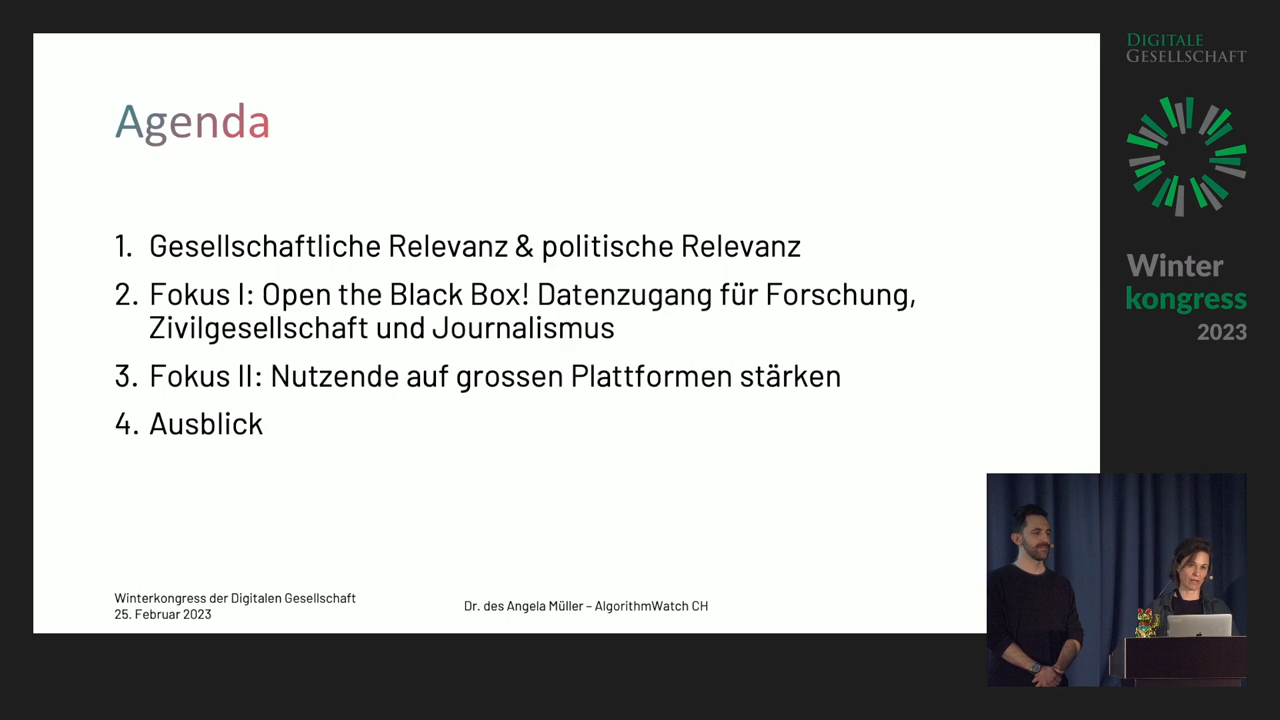 Agenda
1. Gesellschaftliche Relevanz & politische Relevanz
2. Fokus I: Open the Black Box! Datenzugang für Forschung,
Zivilgesellschaft und Journalismus
3. Fokus II: Nutzende auf grossen Plattformen stärken
4. Ausblick
Winterkongress der Digitalen Gesellschaft
25. Februar 2023
Dr. des Angela Müller – AlgorithmWatch CH
DIGITALE
GESELLSCHAFT
Winter
kongress
2023